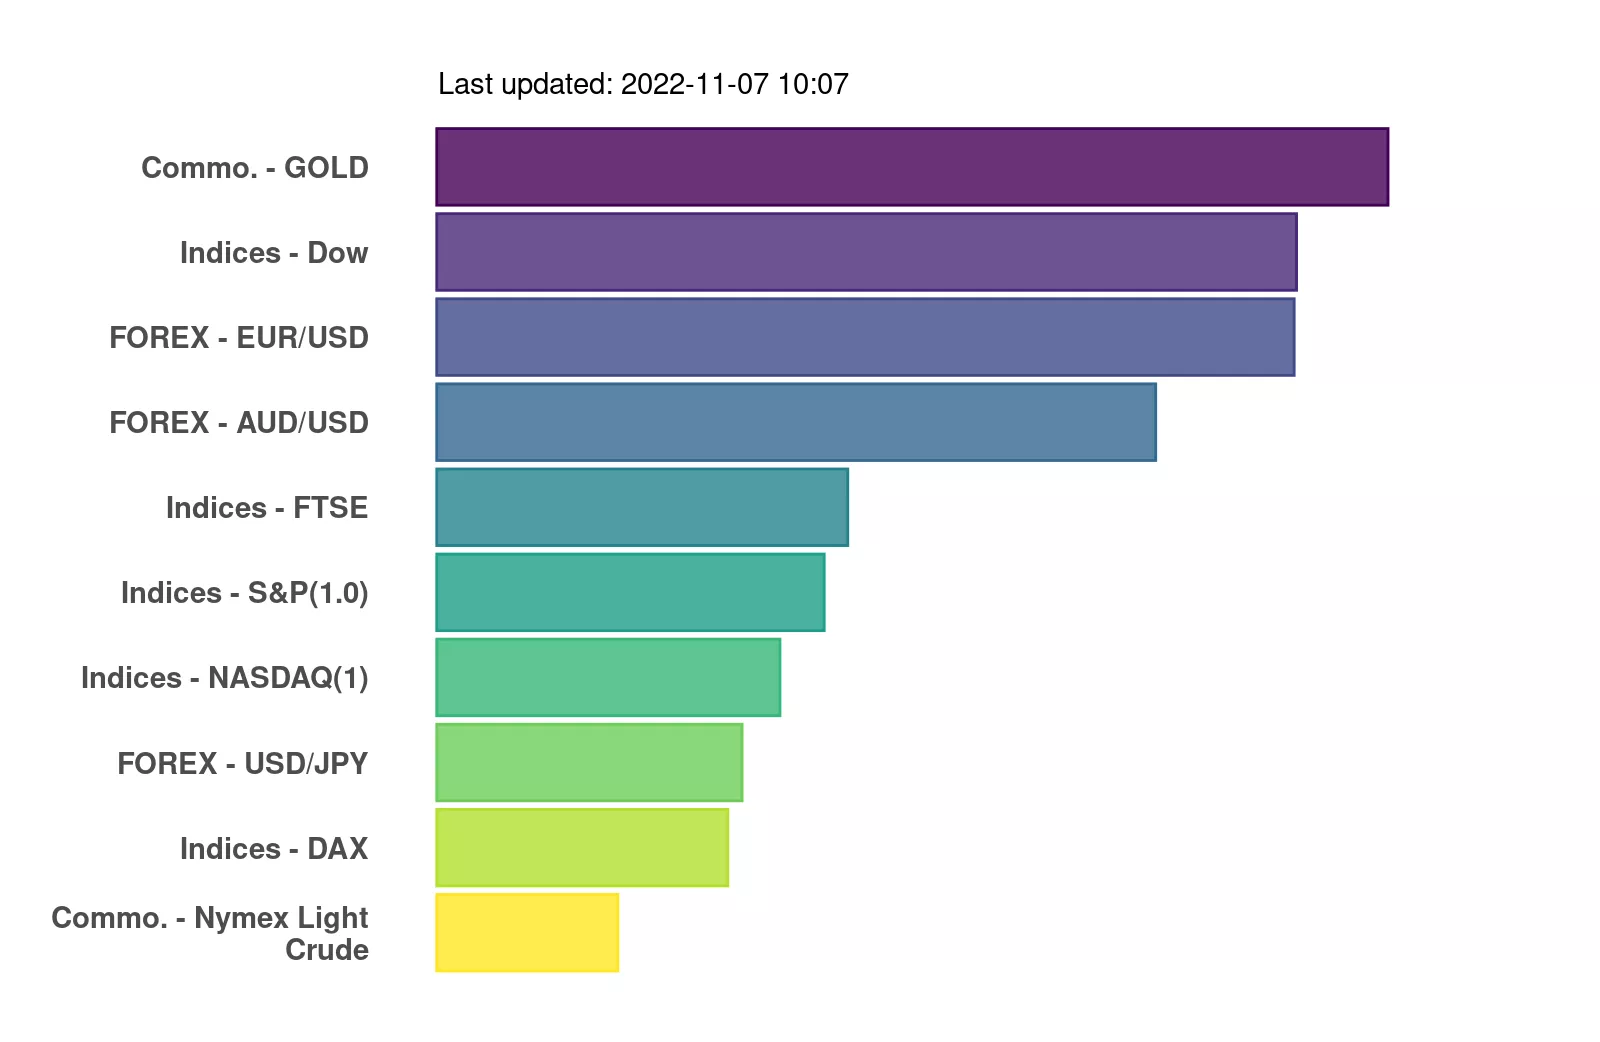 Last updated: 2022-11-07 10:07
Commo. - GOLD
Indices - Dow
FOREX - EUR/USD
FOREX - AUD/USD
Indices - FTSE
Indices - S&P(1.0)
Indices - NASDAQ(1)
FOREX - USD/JPY
Indices - DAX
Commo. - Nymex Light
Crude